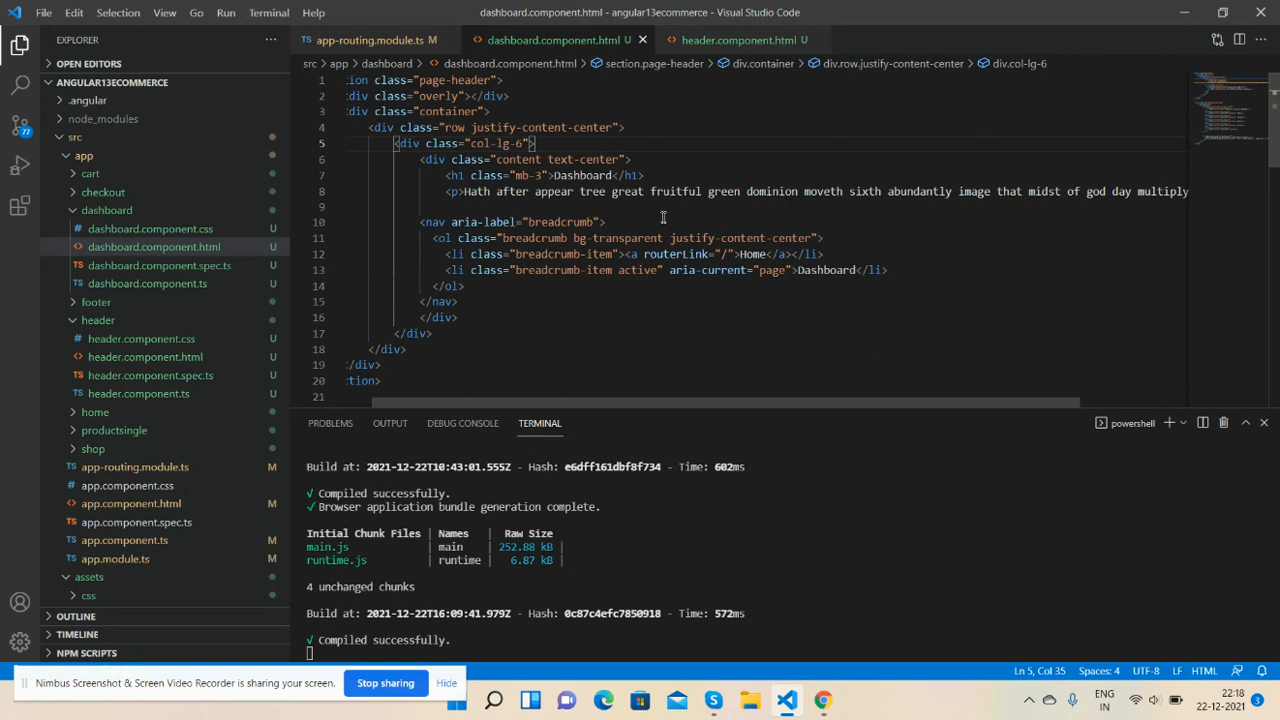 File Edit Selection View Go Run Terminal Help dashboard.component.html - angular13ecommerce - Visual Studio Code
EXPLORER
OPEN EDITORS
ANGULAR13ECOMMERCE
.angular
node_modules
src
app
cart
checkout
dashboard
dashboard.component.css U
dashboard.component.html U
dashboard.component.spec.ts U
dashboard.component.ts U
footer
header
header.component.css U
header.component.html U
header.component.spec.ts U
header.component.ts U
home
productsingle
shop
app-routing.module.ts M
app.component.css
app.component.html M
app.component.spec.ts
app.component.ts M
app.module.ts M
assets
css
OUTLINE
TIMELINE
NPM SCRIPTS
77
app-routing.module.ts M dashboard.component.html U header.component.html U
src > app > dashboard > dashboard.component.html > section.page-header > div.container > div.row.justify-content-center > div.col-lg-6
1 ion class="page-header">
2 div class="overly"></div>
3 div class="container">
4 <div class="row justify-content-center">
5 <div class="col-lg-6">
6 <div class="content text-center">
7 <h1 class="mb-3">Dashboard</h1>
8 <p>Hath after appear tree great fruitful green dominion moveth sixth abundantly image that midst of god day multiply
9
10 <nav aria-label="breadcrumb">
11 <ol class="breadcrumb bg-transparent justify-content-center">
12 <li class="breadcrumb-item"><a routerLink="/">Home</a></li>
13 <li class="breadcrumb-item active" aria-current="page">Dashboard</li>
14 </ol>
15 </nav>
16 </div>
17 </div>
18 </div>
19 /div>
20 tion>
21
PROBLEMS OUTPUT DEBUG CONSOLE TERMINAL powershell
Build at: 2021-12-22T10:43:01.555Z - Hash: e6dff161dbf8f734 - Time: 602ms
√ Compiled successfully.
√ Browser application bundle generation complete.
Initial Chunk Files | Names | Raw Size
main.js | main | 252.88 kB |
runtime.js | runtime | 6.87 kB |
4 unchanged chunks
Build at: 2021-12-22T16:09:41.979Z - Hash: 0c87c4efc7850918 - Time: 572ms
√ Compiled successfully.
Ln 5, Col 35 Spaces: 4 UTF-8 LF HTML
Nimbus Screenshot & Screen Video Recorder is sharing your screen. Stop sharing Hide
ENG
IN
22:18
22-12-2021
3